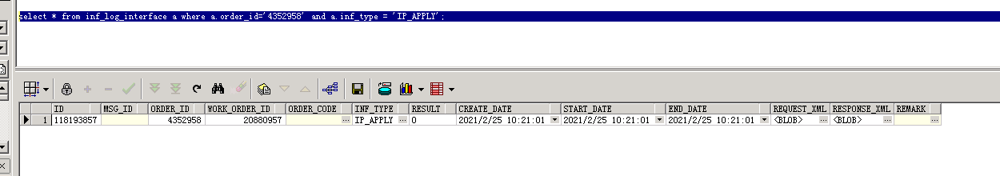 select * from inf_log_interface a where a.order_id='4352958' and a.inf_type = 'IP_APPLY';
ID MSG_ID ORDER_ID WORK_ORDER_ID ORDER_CODE INF_TYPE RESULT CREATE_DATE START_DATE END_DATE REQUEST_XML RESPONSE_XML REMARK
1 118193857 4352958 20880957 ... IP_APPLY ... 0 2021/2/25 10:21:01 2021/2/25 10:21:01 2021/2/25 10:21:01 <BLOB> ... <BLOB> ... ...